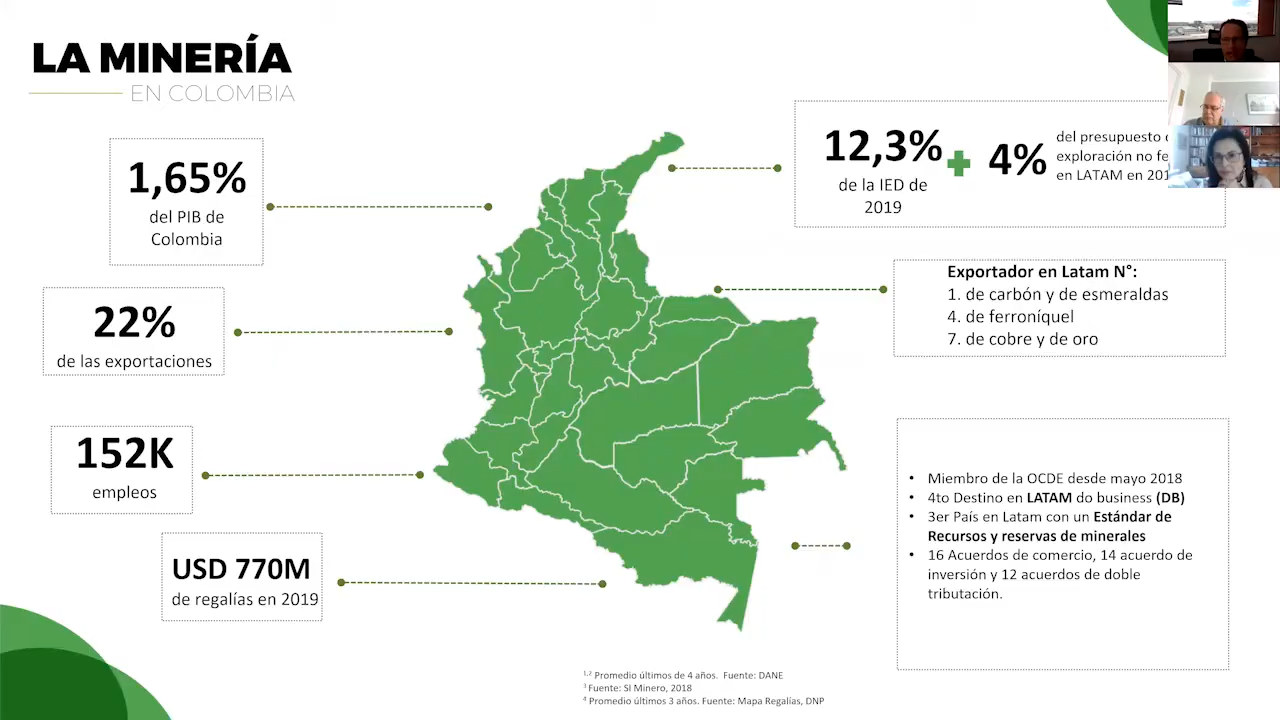 LA MINERÍA
EN COLOMBIA
1,65%
del PIB de
Colombia
22%
de las exportaciones
152K
empleos
USD 770M
de regalías en 2019
12,3%
de la IED de
2019
4%
del presupuesto
exploración no
en LATAM en
Exportador en Latam N°:
1. de carbón y de esmeraldas
4. de ferroníquel
7. de cobre y de oro
• Miembro de la OCDE desde mayo 2018
• 4to Destino en LATAM do business (DB)
• 3er País en Latam con un Estándar de
Recursos y reservas de minerales
• 16 Acuerdos de comercio, 14 acuerdo de
inversión y 12 acuerdos de doble
tributación.
1,2 Promedio últimos de 4 años. Fuente: DANE
3 Fuente: SI Minero, 2018
4 Promedio últimos 3 años. Fuente: Mapa Regalías, DNP